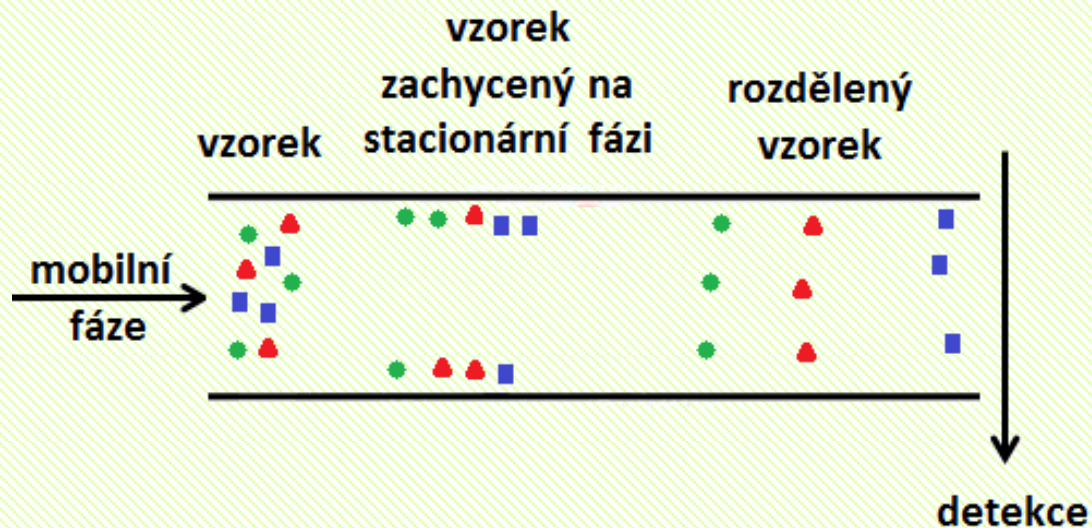 vzorek
vzorek
zachycený na
stacionární fázi
rozdělený
vzorek
mobilní
fáze
detekce